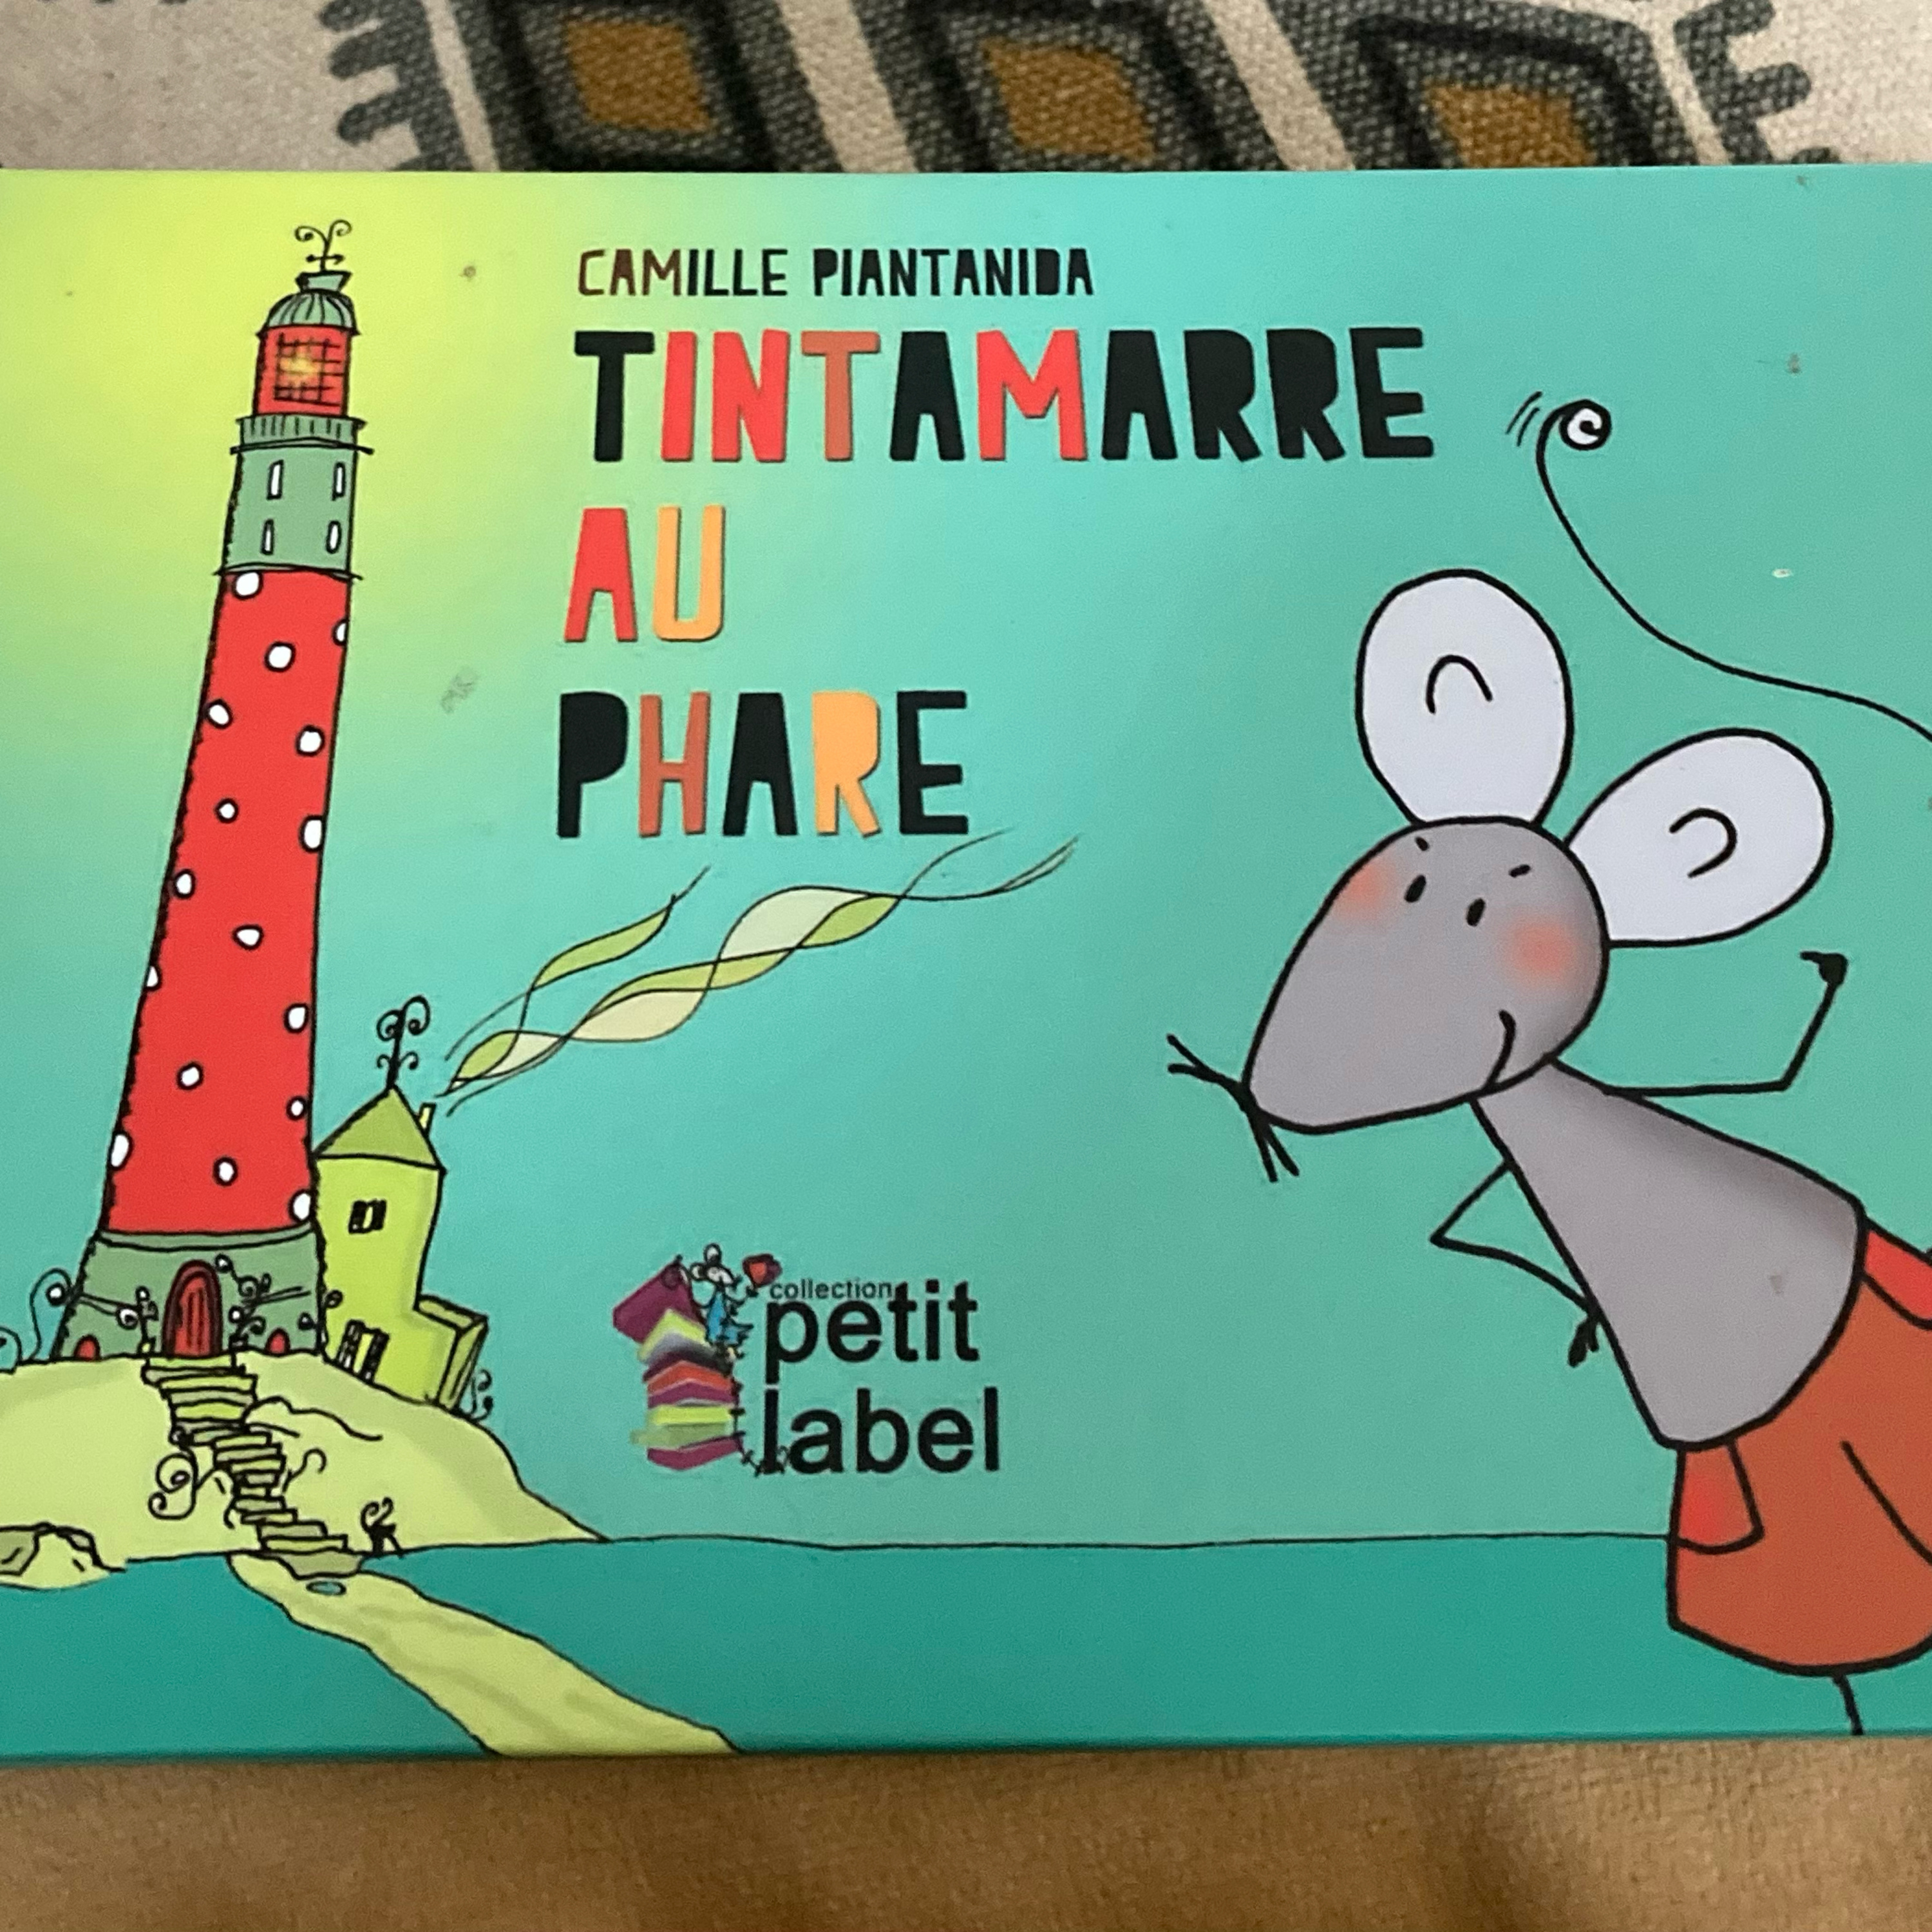 CAMILLE PIANTANIDA
TINTAMARRE
AU
PHARE
collection
petit
label